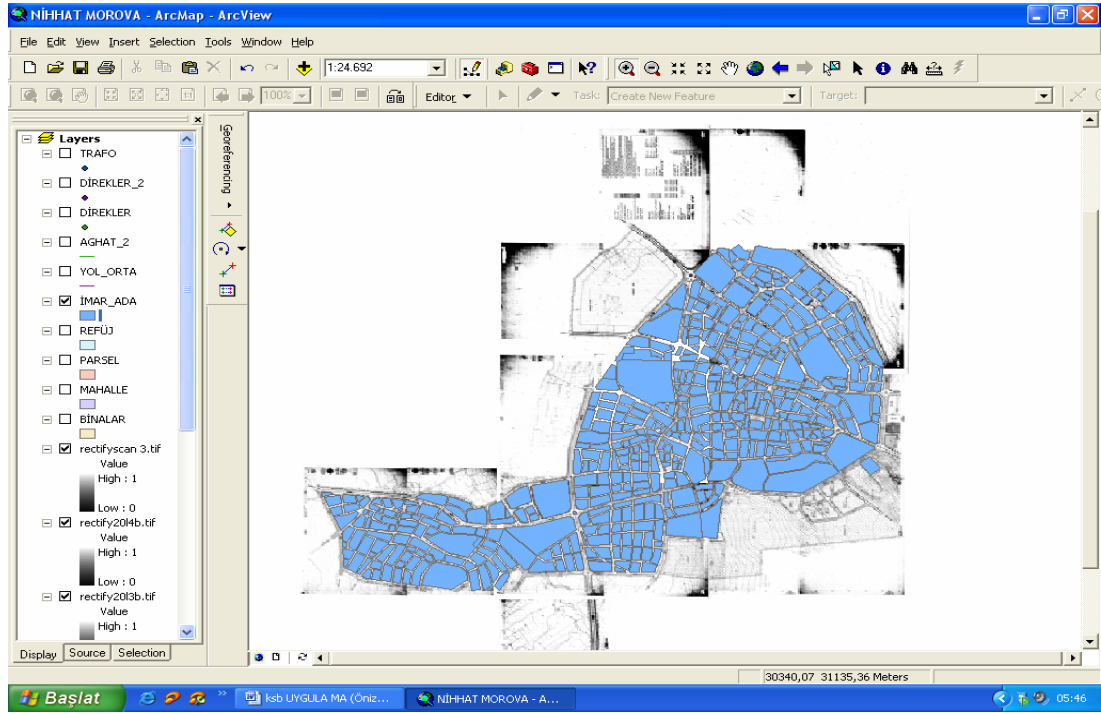 NİHHAT MOROVA - ArcMap - ArcView
File Edit View Insert Selection Tools Window Help
1:24.692
100% Editor Task: Create New Feature Target:
Layers
TRAFO
DİREKLER_2
DİREKLER
AGHAT_2
YOL_ORTA
İMAR_ADA
REFÜJ
PARSEL
MAHALLE
BİNALAR
rectifyscan 3.tif
Value
High : 1
Low : 0
rectify20l4b.tif
Value
High : 1
Low : 0
rectify20l3b.tif
Value
High : 1
Georeferencing
Display Source Selection
30340,07 31135,36 Meters
Başlat ksb UYGULA MA (Öniz... NİHHAT MOROVA - A... 05:46